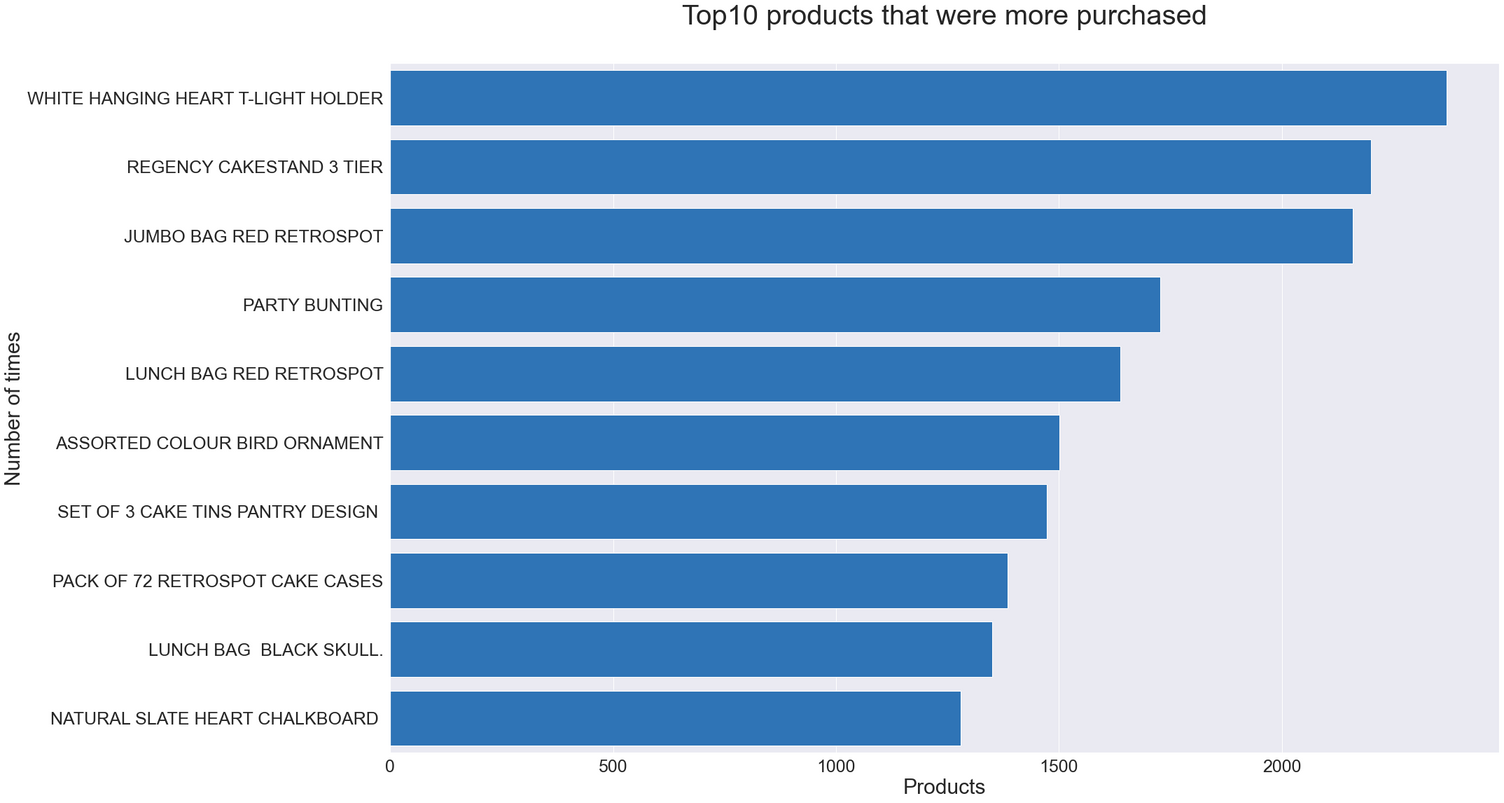 Top10 products that were more purchased
WHITE HANGING HEART T-LIGHT HOLDER
REGENCY CAKESTAND 3 TIER
JUMBO BAG RED RETROSPOT
PARTY BUNTING
LUNCH BAG RED RETROSPOT
ASSORTED COLOUR BIRD ORNAMENT
SET OF 3 CAKE TINS PANTRY DESIGN
PACK OF 72 RETROSPOT CAKE CASES
LUNCH BAG  BLACK SKULL.
NATURAL SLATE HEART CHALKBOARD
Number of times
0 500 1000 1500 2000
Products